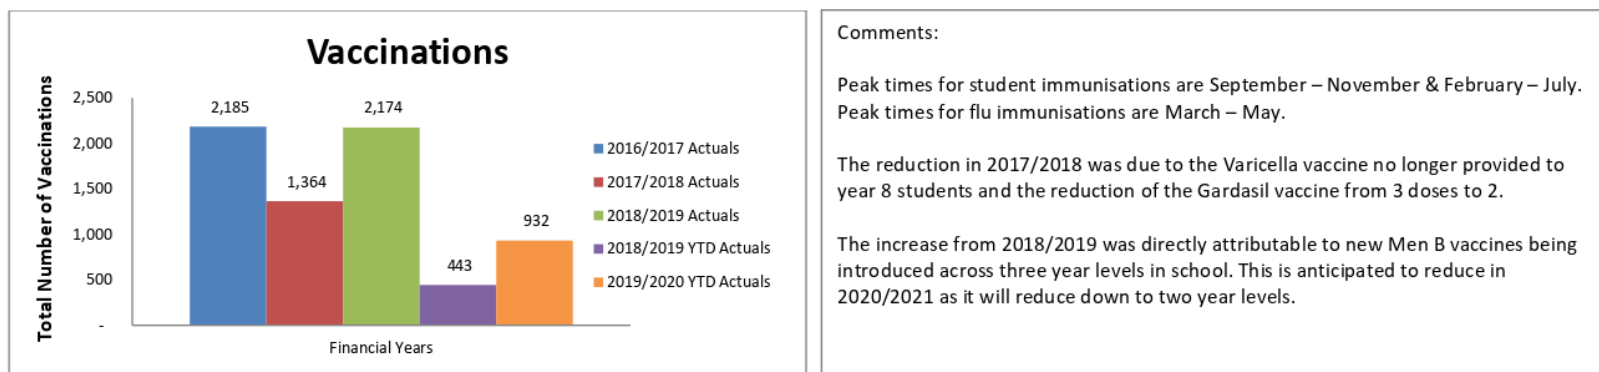 Vaccinations
Total Number of Vaccinations
2,500
2,000
1,500
1,000
500
-
2,185
1,364
2,174
443
932
Financial Years
2016/2017 Actuals
2017/2018 Actuals
2018/2019 Actuals
2018/2019 YTD Actuals
2019/2020 YTD Actuals
Comments:
Peak times for student immunisations are September – November & February – July.
Peak times for flu immunisations are March – May.
The reduction in 2017/2018 was due to the Varicella vaccine no longer provided to
year 8 students and the reduction of the Gardasil vaccine from 3 doses to 2.
The increase from 2018/2019 was directly attributable to new Men B vaccines being
introduced across three year levels in school. This is anticipated to reduce in
2020/2021 as it will reduce down to two year levels.